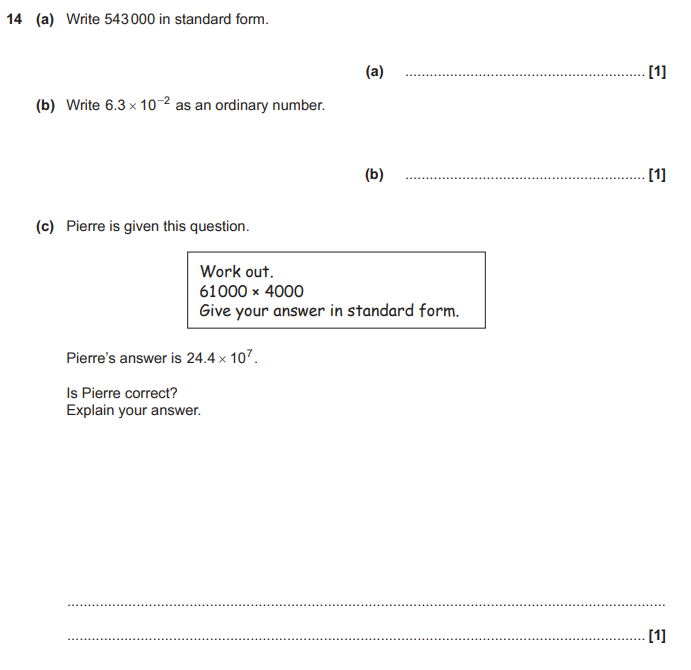 14 (a) Write 543 000 in standard form.
(a) ............................................................ [1]
(b) Write 6.3 × 10⁻² as an ordinary number.
(b) ............................................................ [1]
(c) Pierre is given this question.
Work out.
61000 × 4000
Give your answer in standard form.
Pierre's answer is 24.4 × 10⁷.
Is Pierre correct?
Explain your answer.
......................................................................................................................................................
................................................................................................................................................. [1]